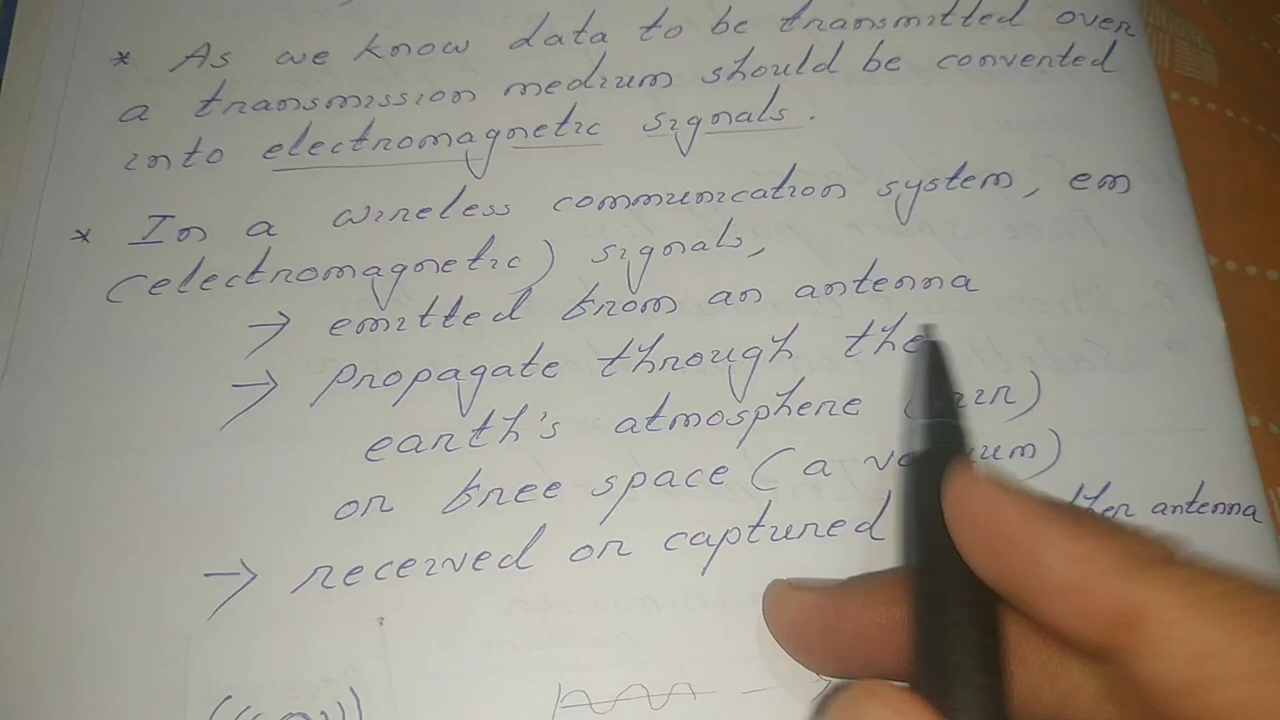 * As we know data to be transmitted over
a transmission medium should be converted
into electromagnetic signals.
* In a wireless communication system, em
(electromagnetic) signals,
→ emitted from an antenna
→ propagate through the
earth's atmosphere (air)
or free space (a vacuum)
→ received or captured antenna